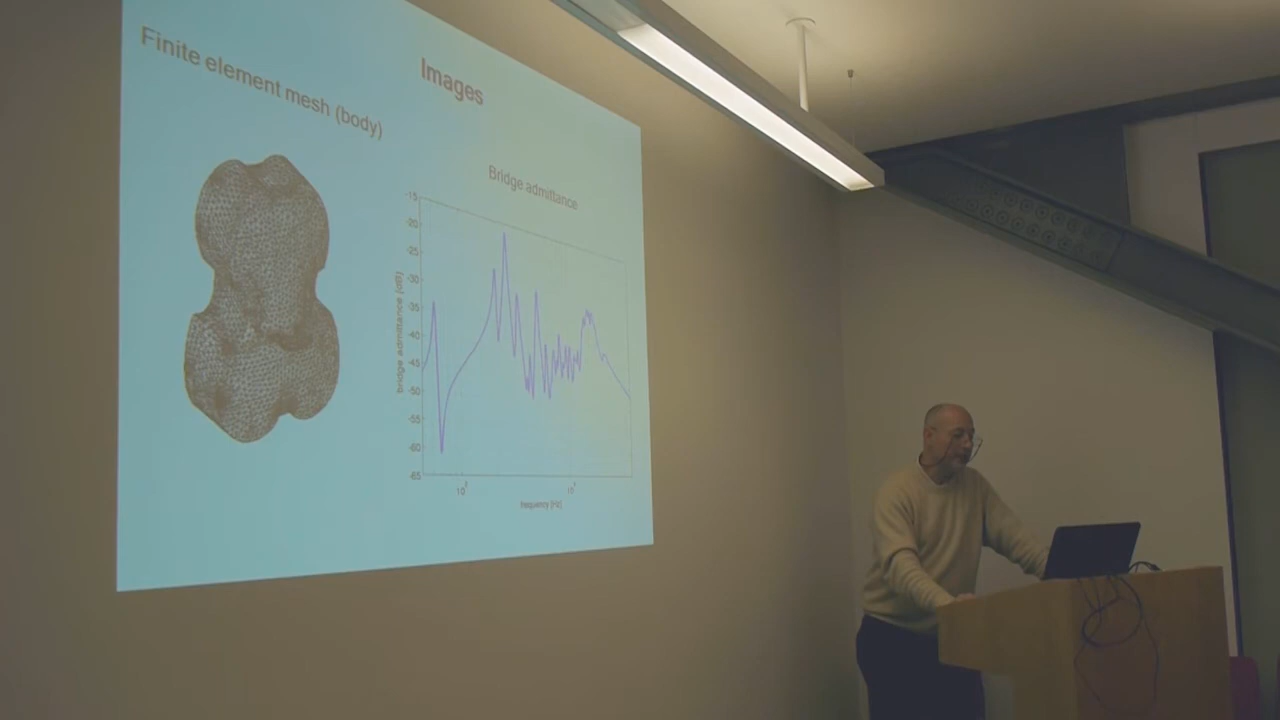 Finite element mesh (body)
Images
Bridge admittance
-15
-20
-25
-30
-35
-40
-45
-50
-55
-60
-65
bridge admittance (dB)
frequency [Hz]